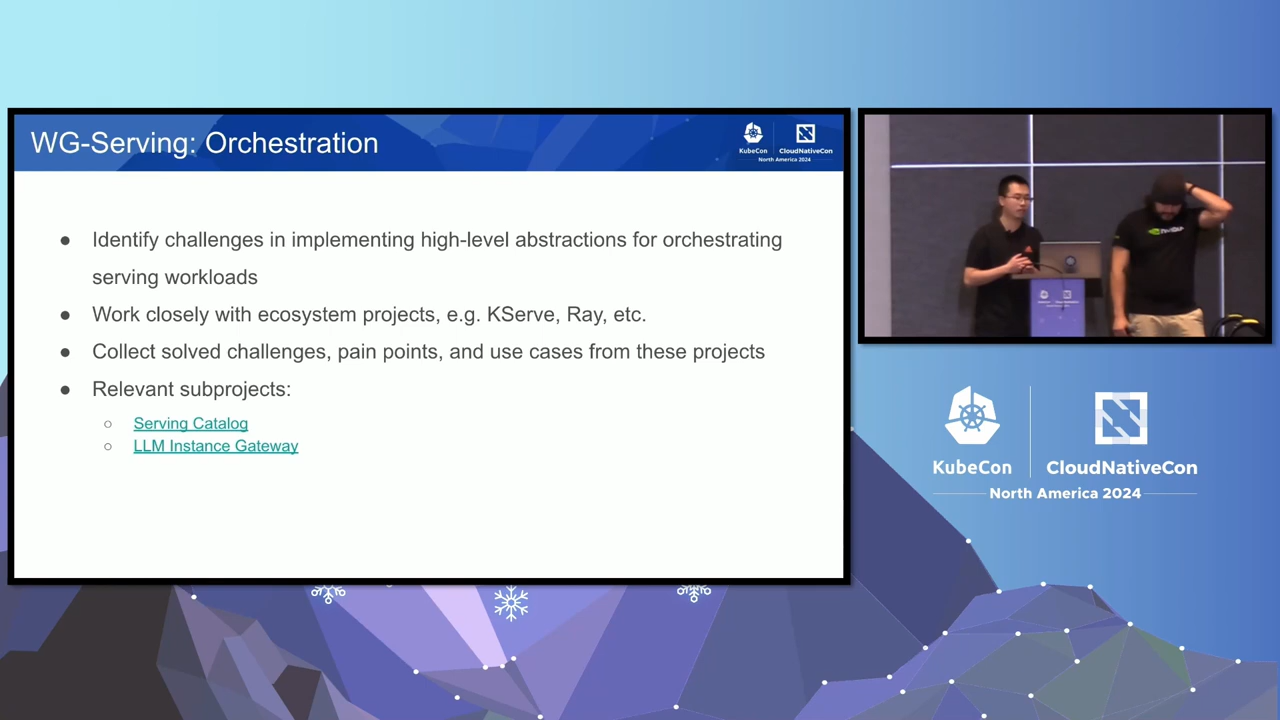 WG-Serving: Orchestration
KubeCon
CloudNativeCon
North America 2024
● Identify challenges in implementing high-level abstractions for orchestrating
serving workloads
● Work closely with ecosystem projects, e.g. KServe, Ray, etc.
● Collect solved challenges, pain points, and use cases from these projects
● Relevant subprojects:
○ Serving Catalog
○ LLM Instance Gateway
KubeCon
CloudNativeCon
North America 2024